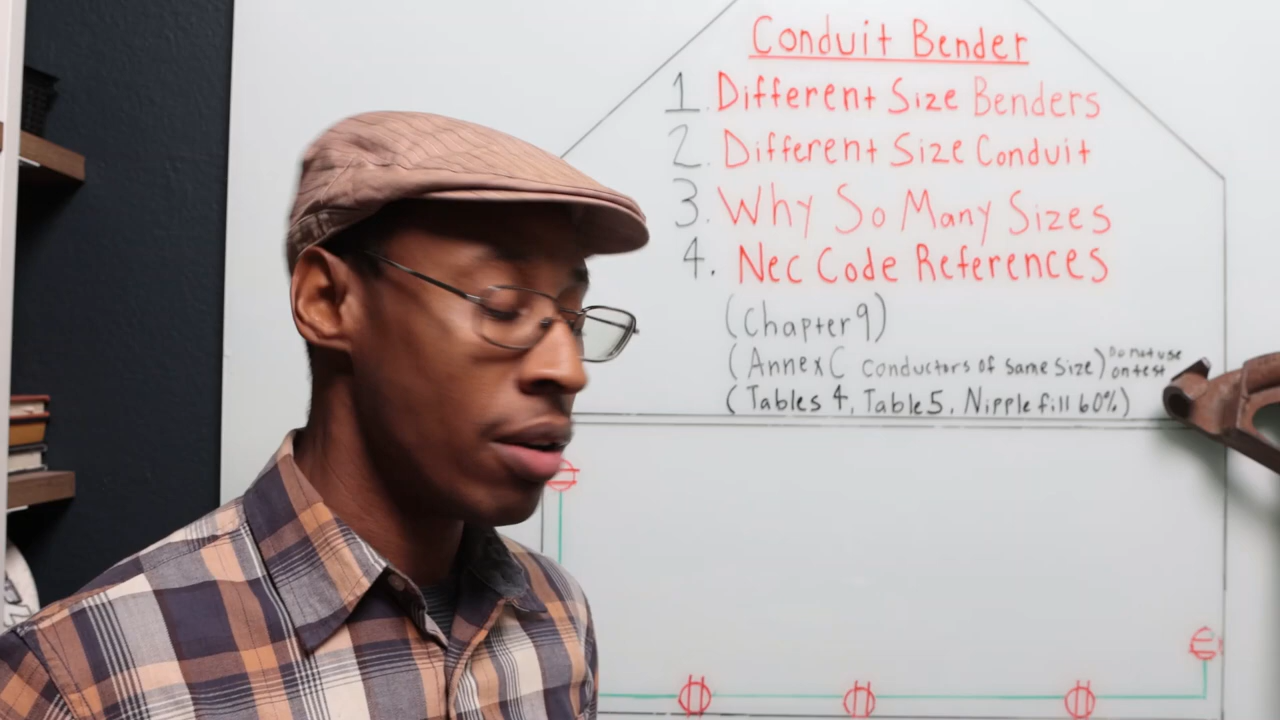 Conduit Bender
1. Different Size Benders
2. Different Size Conduit
3. Why So Many Sizes
4. Nec Code References
(Chapter 9)
(Annex C conductors of same size) Do not use on test
(Tables 4, Table 5, Nipple fill 60%)